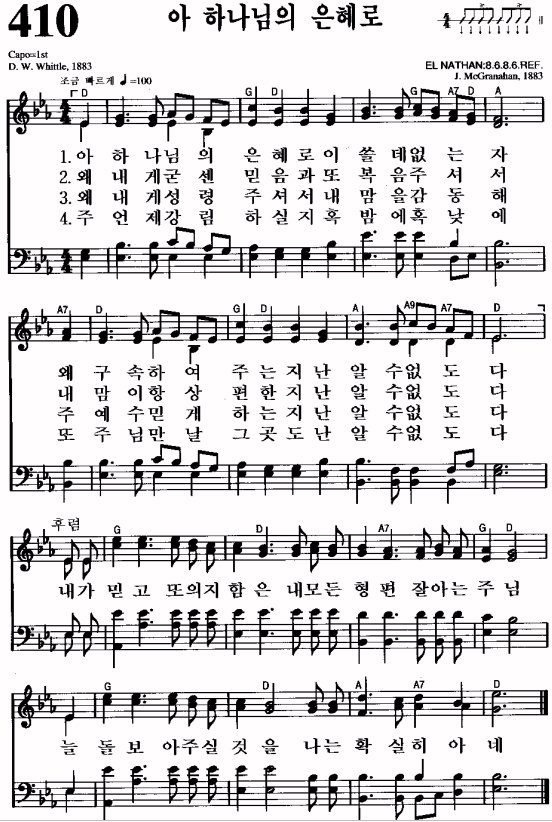 410 아 하나님의 은혜로
Capo=1st
D. W. Whittle, 1883
EL NATHAN:8.6.8.6.REF.
J. McGranahan, 1883
조금 빠르게 ♩=100
D G D G D A7 D A
1. 아 하 나님 의 은 혜 로 이 쓸 데없 는 자
2. 왜 내 게굳 센 믿 음 과 또 복 음주 셔 서
3. 왜 내 게성 령 주 셔 서 내 맘 을감 동 해
4. 주 언 제강 림 하 실 지 혹 밤 에혹 낮 에
A7 D G D A A9 A7 D
왜 구 속하 여 주 는 지 난 알 수없 도 다
내 맘 이항 상 편 한 지 난 알 수없 도 다
주 예 수믿 게 하 는 지 난 알 수없 도 다
또 주 님만 날 그 곳 도 난 알 수없 도 다
후렴
G D A7 G D
내가 믿 고 또의지 함 은 내모든 형 편 잘아는 주 님
G D A D A7 D
늘 돌 보 아주실 것 을 나 는 확 실히 아 네